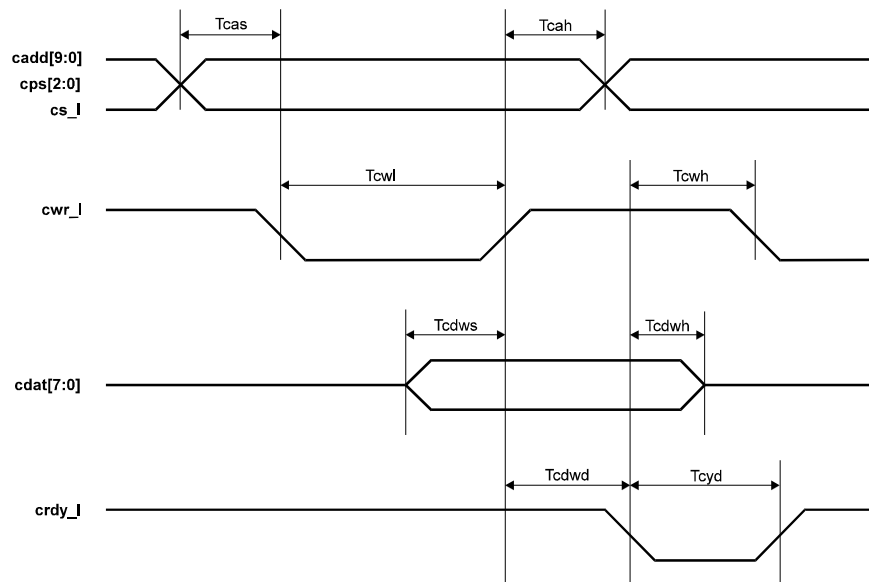 Tcas
Tcah
cadd[9:0]
cps[2:0]
cs_l
Tcwl
Tcwh
cwr_l
Tcdws
Tcdwh
cdat[7:0]
Tcdwd
Tcyd
crdy_l